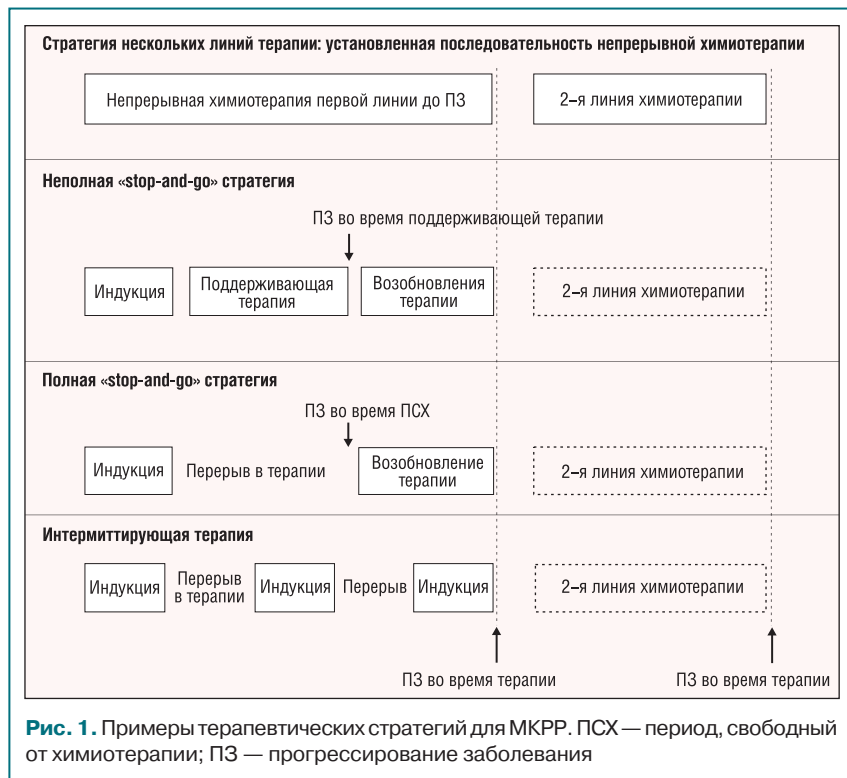 Стратегия нескольких линий терапии: установленная последовательность непрерывной химиотерапии
Непрерывная химиотерапия первой линии до ПЗ
2–я линия химиотерапии
Неполная «stop-and-go» стратегия
ПЗ во время поддерживающей терапии
Индукция
Поддерживающая
терапия
Возобновления
терапии
2–я линия химиотерапии
Полная «stop-and-go» стратегия
ПЗ во время ПСХ
Индукция
Перерыв в терапии
Возобновление
терапии
2–я линия химиотерапии
Интермиттирующая терапия
Индукция
Перерыв
в терапии
Индукция
Перерыв
Индукция
2–я линия химиотерапии
ПЗ во время терапии
ПЗ во время терапии
Рис. 1. Примеры терапевтических стратегий для МКРР. ПСХ — период, свободный
от химиотерапии; ПЗ — прогрессирование заболевания